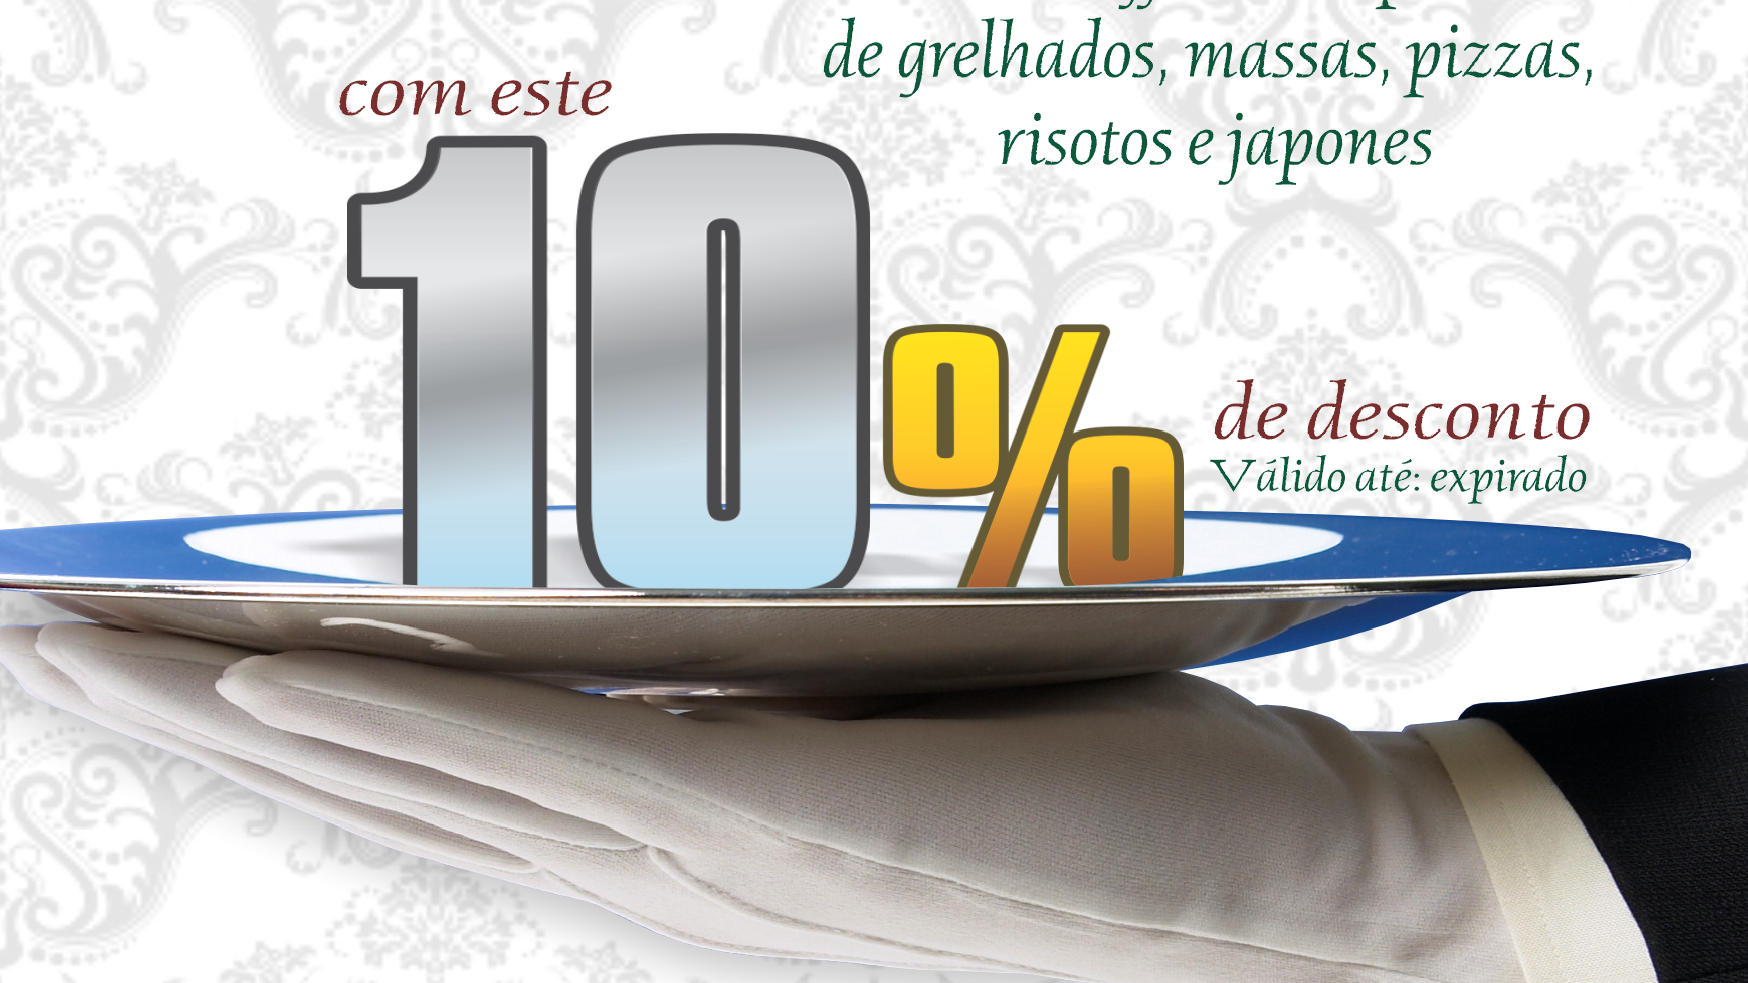 de grelhados, massas, pizzas,
risotos e japones
com este
10%
de desconto
Válido até: expirado